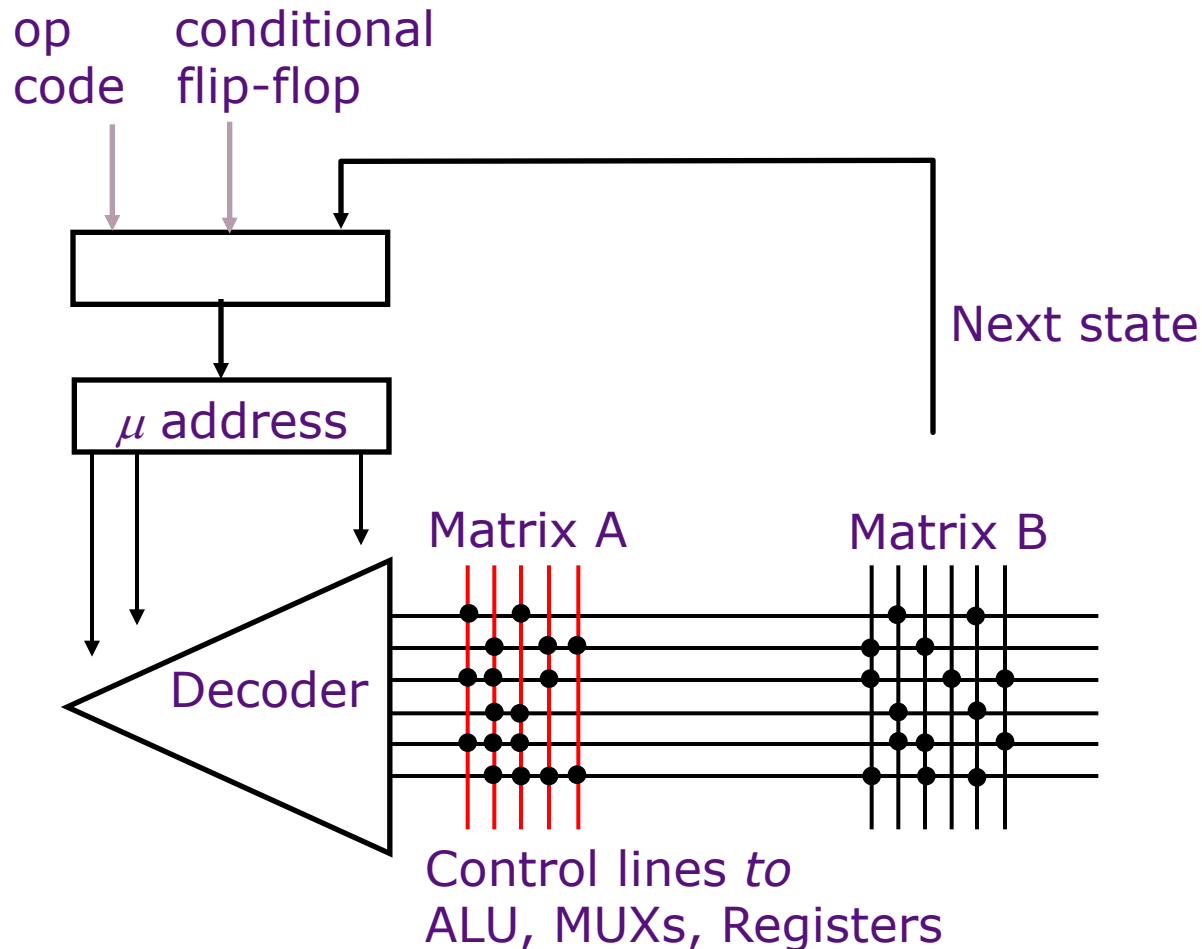 op conditional
code flip-flop
Next state
μ address
Matrix A Matrix B
Decoder
Control lines to
ALU, MUXs, Registers